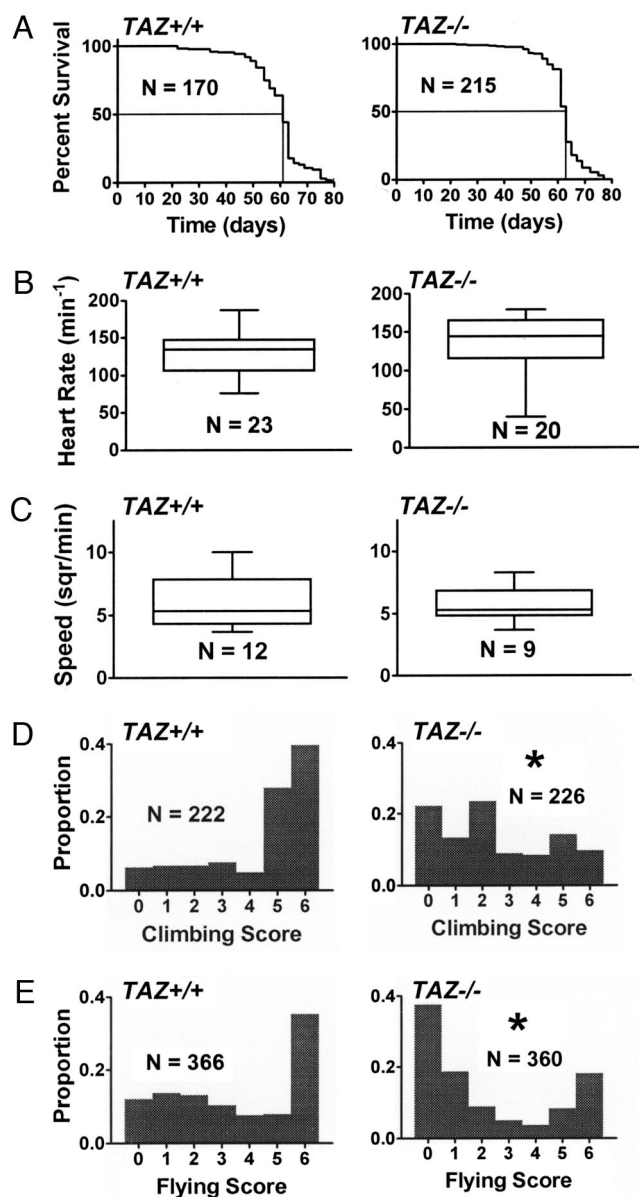 A
TAZ+/+
TAZ-/-
Percent Survival
100
50
0
N = 170
0 10 20 30 40 50 60 70 80
Time (days)
100
50
0
N = 215
0 10 20 30 40 50 60 70 80
Time (days)
B
TAZ+/+
TAZ-/-
Heart Rate (min-1)
200
150
100
50
0
N = 23
200
150
100
50
0
N = 20
C
TAZ+/+
TAZ-/-
Speed (sqr/min)
10
5
0
N = 12
10
5
0
N = 9
D
TAZ+/+
TAZ-/-
Proportion
0.4
0.2
0.0
N = 222
0 1 2 3 4 5 6
Climbing Score
0.4
0.2
0.0
*
N = 226
0 1 2 3 4 5 6
Climbing Score
E
TAZ+/+
TAZ-/-
Proportion
0.4
0.2
0.0
N = 366
0 1 2 3 4 5 6
Flying Score
0.4
0.2
0.0
*
N = 360
0 1 2 3 4 5 6
Flying Score